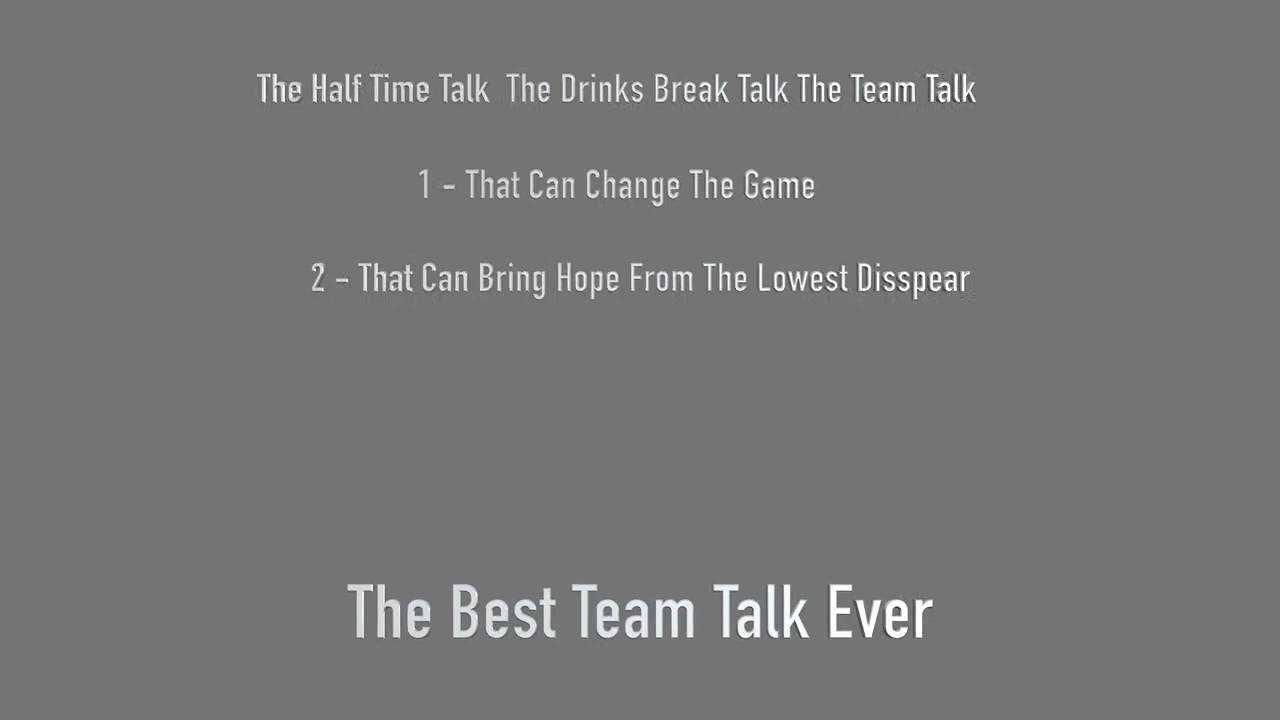 The Half Time Talk The Drinks Break Talk The Team Talk
1 - That Can Change The Game
2 - That Can Bring Hope From The Lowest Disspear
The Best Team Talk Ever